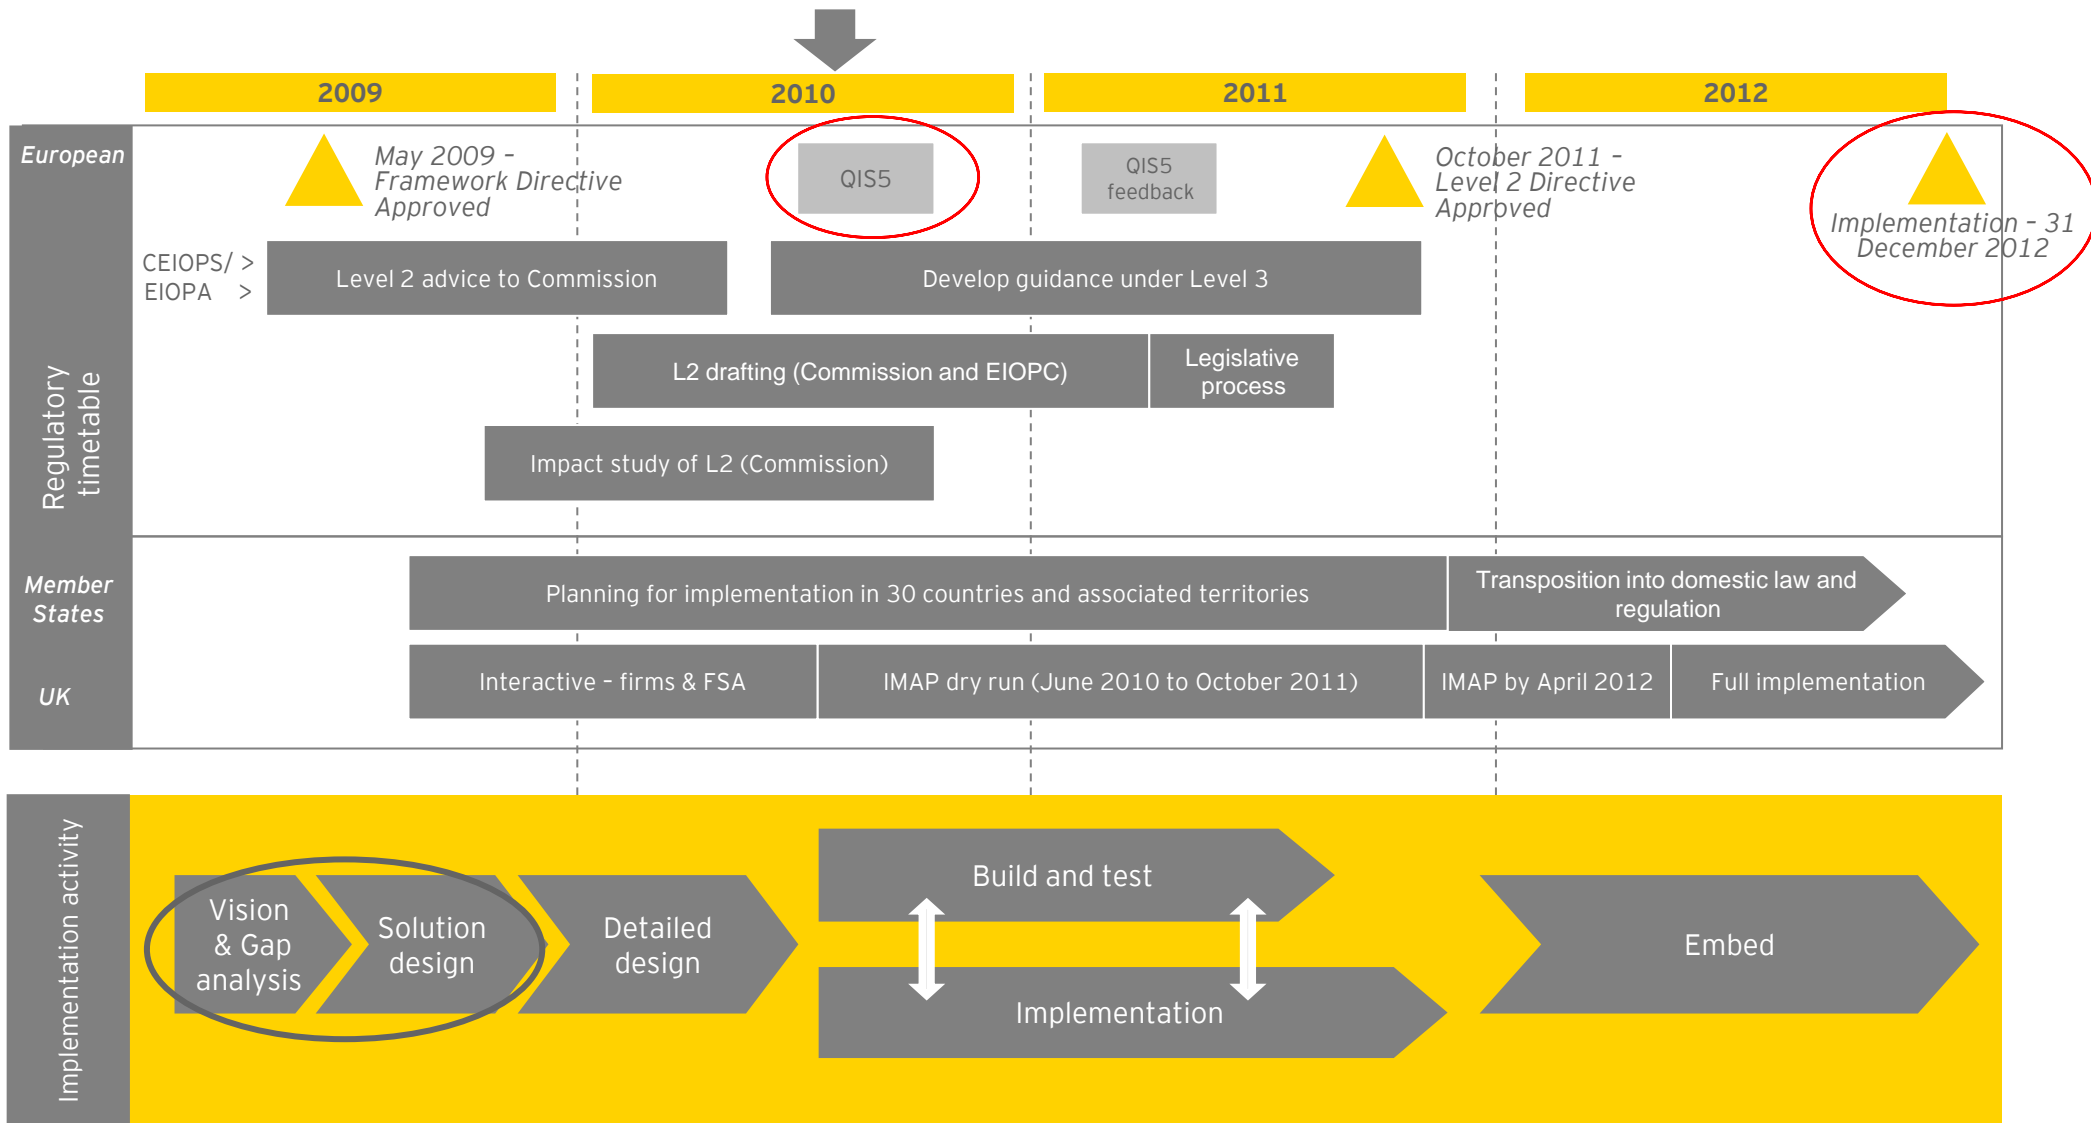 2009
2010
2011
2012
European
May 2009 –
Framework Directive
Approved
QIS5
QIS5
feedback
October 2011 –
Level 2 Directive
Approved
Implementation – 31
December 2012
CEIOPS/ >
EIOPA >
Level 2 advice to Commission
Develop guidance under Level 3
L2 drafting (Commission and EIOPC)
Legislative
process
Impact study of L2 (Commission)
Regulatory
timetable
Member
States
Planning for implementation in 30 countries and associated territories
Transposition into domestic law and
regulation
UK
Interactive – firms & FSA
IMAP dry run (June 2010 to October 2011)
IMAP by April 2012
Full implementation
Implementation activity
Vision
& Gap
analysis
Solution
design
Detailed
design
Build and test
Implementation
Embed